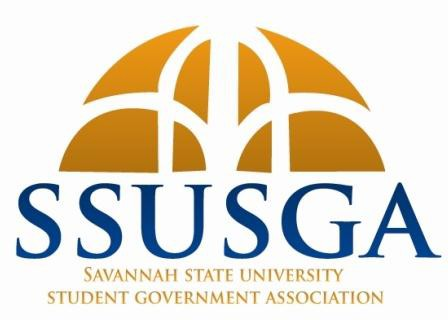 SSUSGA
SAVANNAH STATE UNIVERSITY
STUDENT GOVERNMENT ASSOCIATION